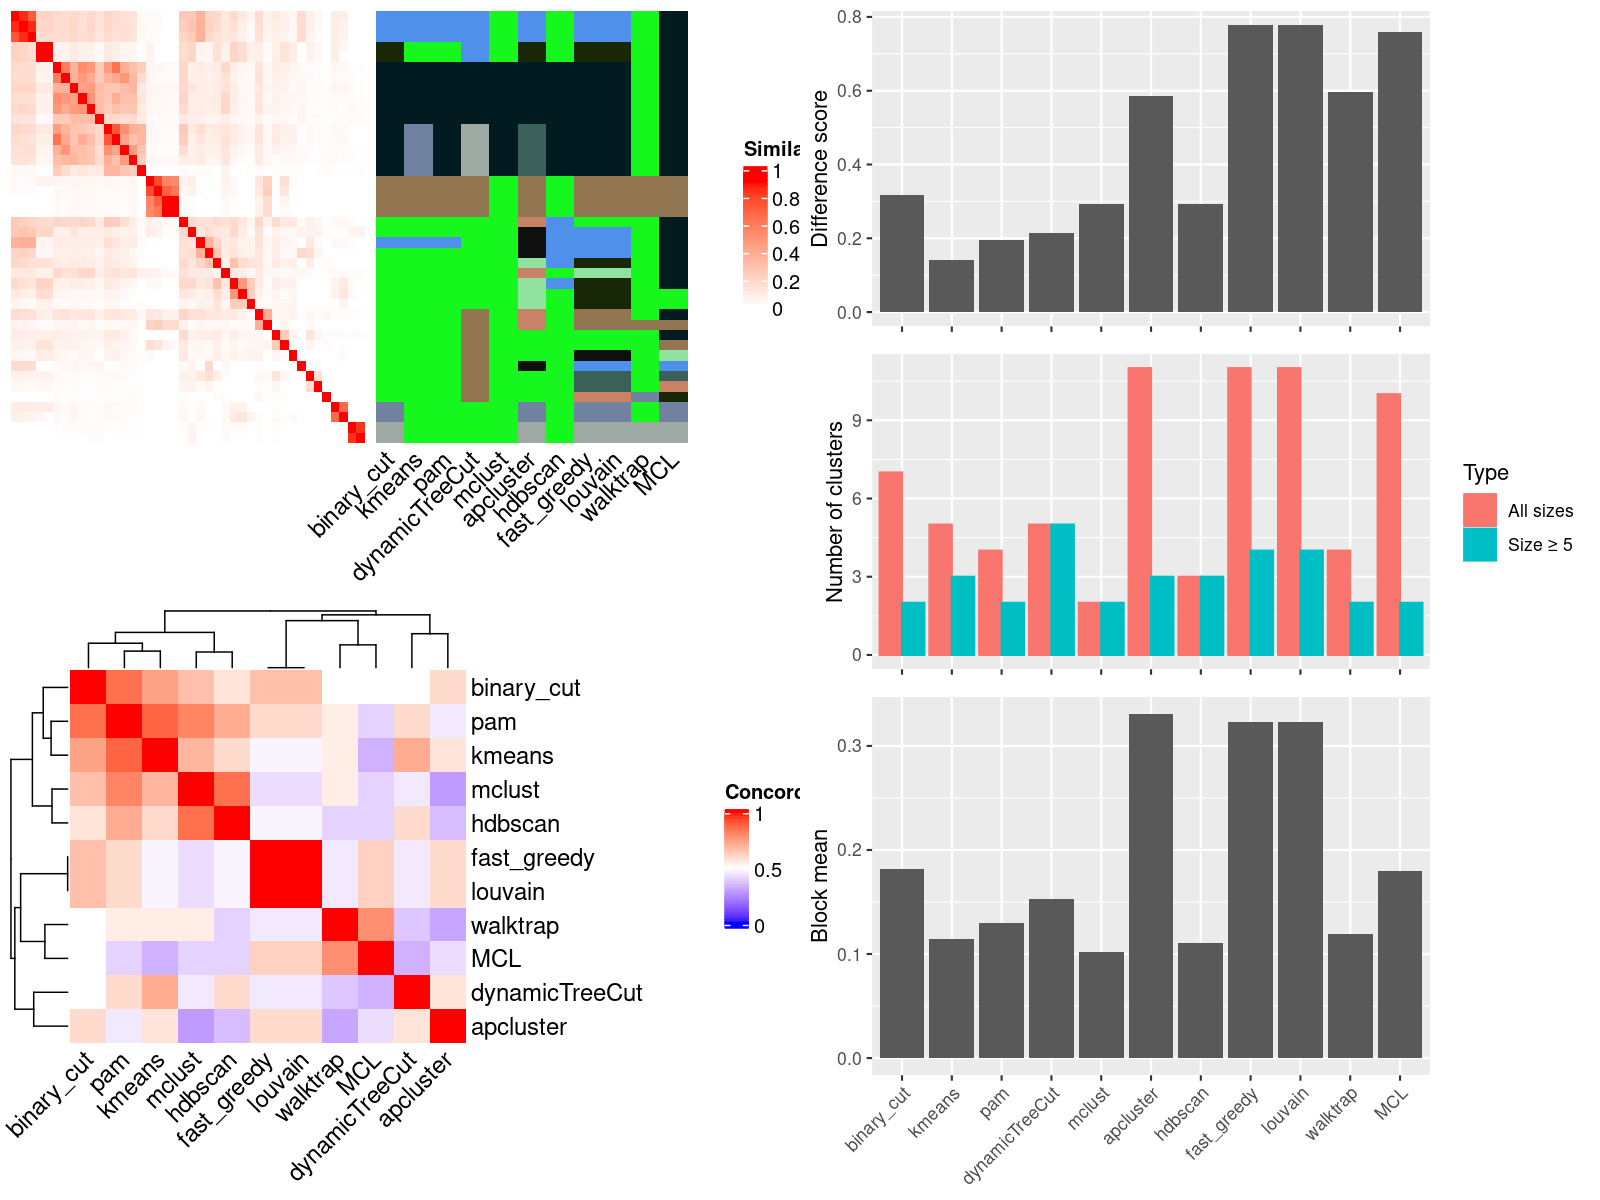 Simila
1
0.8
0.6
0.4
0.2
0
binary_cut
kmeans
pam
dynamicTreeCut
mclust
apcluster
hdbscan
fast_greedy
louvain
walktrap
MCL
binary_cut
pam
kmeans
mclust
hdbscan
fast_greedy
louvain
walktrap
MCL
dynamicTreeCut
apcluster
Concor
1
0.5
0
binary_cut
pam
kmeans
mclust
hdbscan
fast_greedy
louvain
walktrap
MCL
dynamicTreeCut
apcluster
Difference score
0.8
0.6
0.4
0.2
0.0
Number of clusters
9
6
3
0
Type
All sizes
Size ≥ 5
Block mean
0.3
0.2
0.1
0.0
binary_cut
kmeans
pam
dynamicTreeCut
mclust
apcluster
hdbscan
fast_greedy
louvain
walktrap
MCL